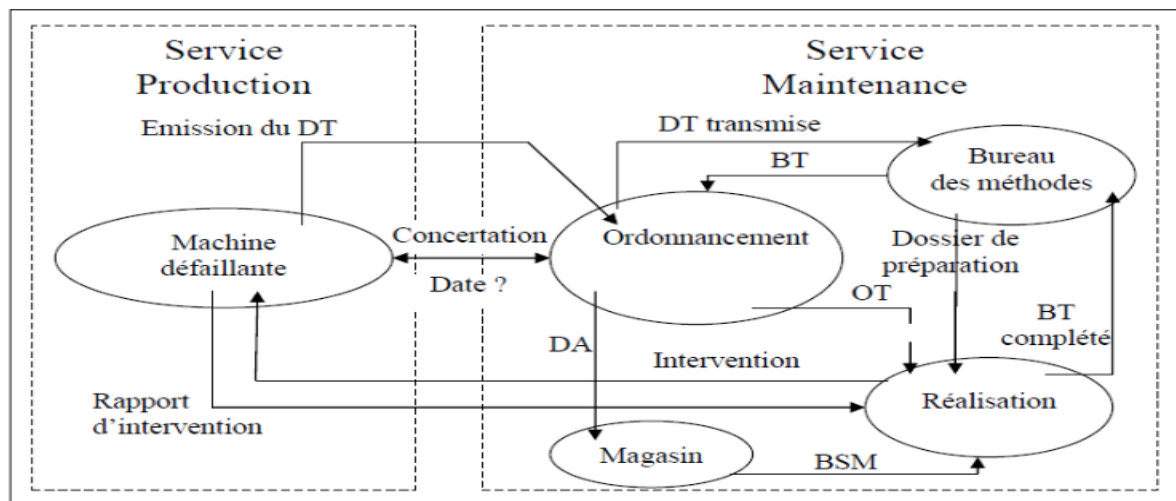 Service
Production
Service
Maintenance
Emission du DT
DT transmise
BT
Bureau
des méthodes
Machine
défaillante
Concertation
Date ?
Ordonnancement
Dossier de
préparation
OT
BT
complété
DA
Intervention
Rapport
d’intervention
Réalisation
Magasin
BSM